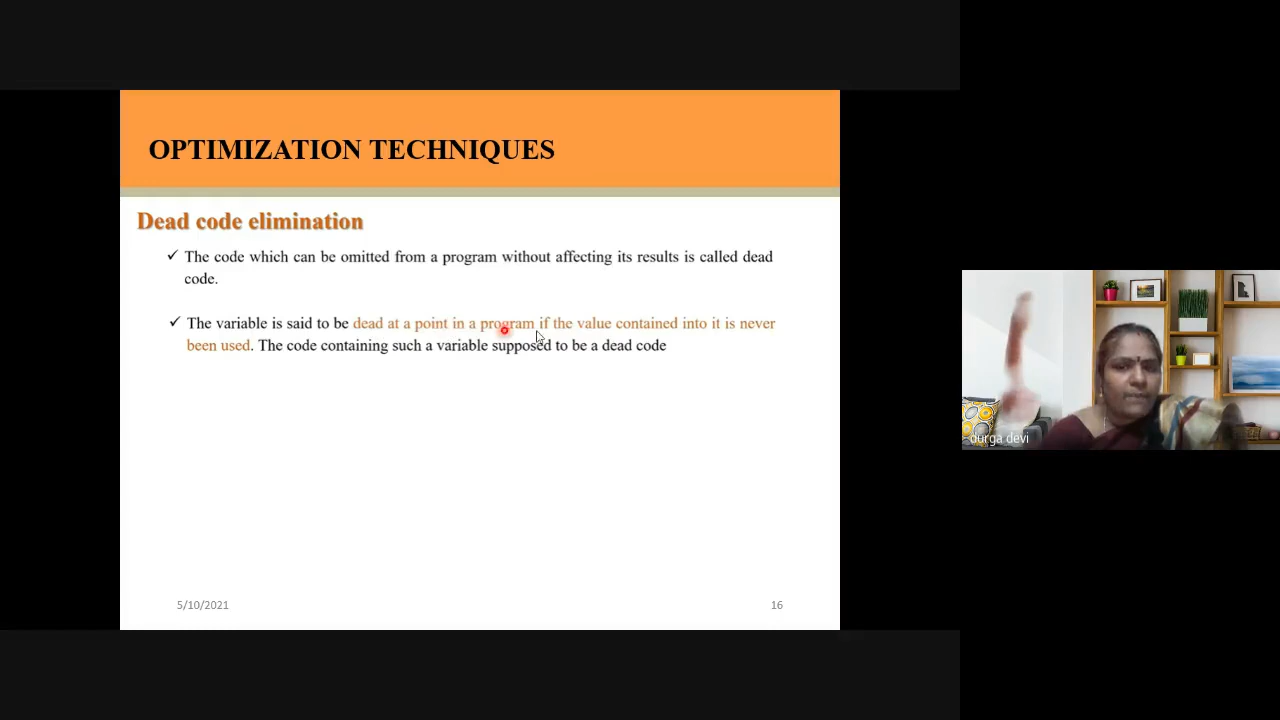 OPTIMIZATION TECHNIQUES
Dead code elimination
✓ The code which can be omitted from a program without affecting its results is called dead
code.
✓ The variable is said to be dead at a point in a program if the value contained into it is never
been used. The code containing such a variable supposed to be a dead code
5/10/2021
16
durga devi